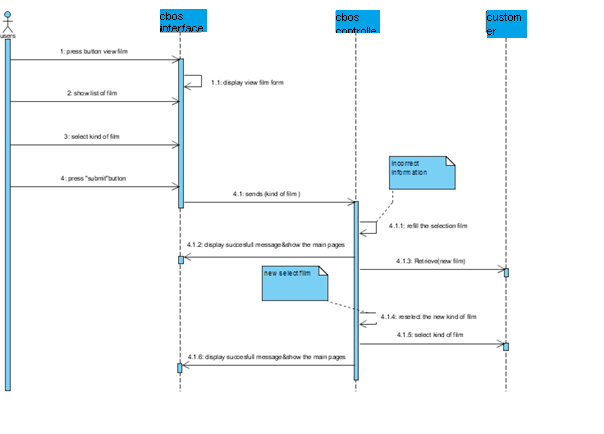 cbos
interface
cbos
controlle
custom
er
users
1: press button view film
1.1: display view film form
2: show list of film
3: select kind of film
incorrect
information
4: press "submit"button
4.1: sends (kind of film )
4.1.1: refill the selection film
4.1.2: display succesfull message&show the main pages
4.1.3: Retrieve(new film)
new select film
4.1.4: reselect the new kind of film
4.1.5: select kind of film
4.1.6: display succesfull message&show the main pages